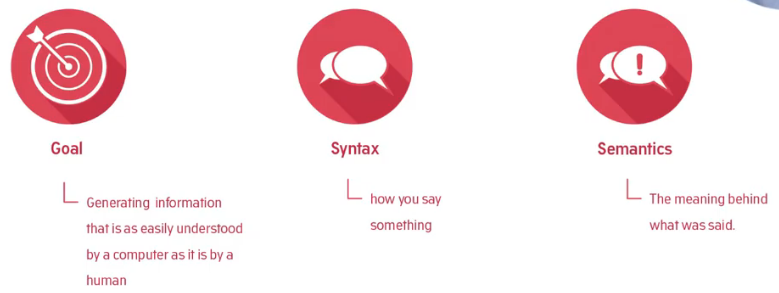 Goal
Generating information
that is as easily understood
by a computer as it is by a
human
Syntax
how you say
something
Semantics
The meaning behind
what was said.